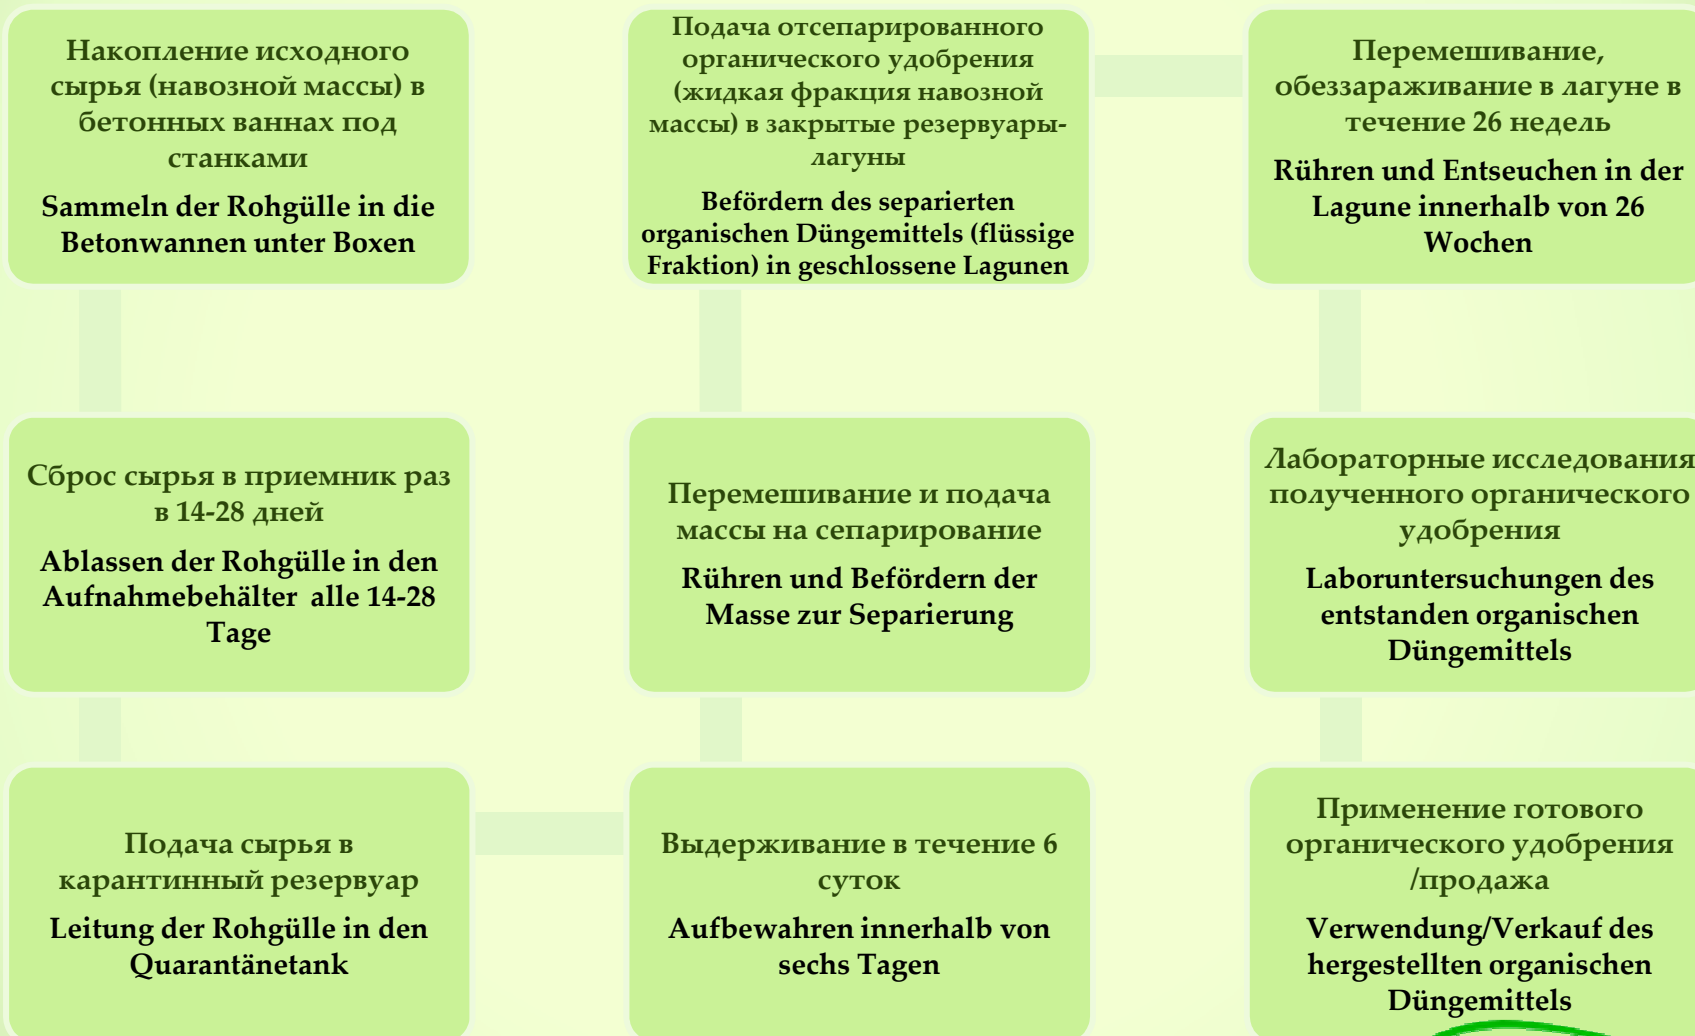 Накопление исходного
сырья (навозной массы) в
бетонных ваннах под
станками
Sammeln der Rohgülle in die
Betonwannen unter Boxen
Сброс сырья в приемник раз
в 14-28 дней
Ablassen der Rohgülle in den
Aufnahmebehälter alle 14-28
Tage
Подача сырья в
карантинный резервуар
Leitung der Rohgülle in den
Quarantänetank
Выдерживание в течение 6
суток
Aufbewahren innerhalb von
sechs Tagen
Перемешивание и подача
массы на сепарирование
Rühren und Befördern der
Masse zur Separierung
Подача отсепарированного
органического удобрения
(жидкая фракция навозной
массы) в закрытые резервуары-
лагуны
Befördern des separierten
organischen Düngemittels (flüssige
Fraktion) in geschlossene Lagunen
Перемешивание,
обеззараживание в лагуне в
течение 26 недель
Rühren und Entseuchen in der
Lagune innerhalb von 26
Wochen
Лабораторные исследования
полученного органического
удобрения
Laboruntersuchungen des
entstanden organischen
Düngemittels
Применение готового
органического удобрения
/продажа
Verwendung/Verkauf des
hergestellten organischen
Düngemittels